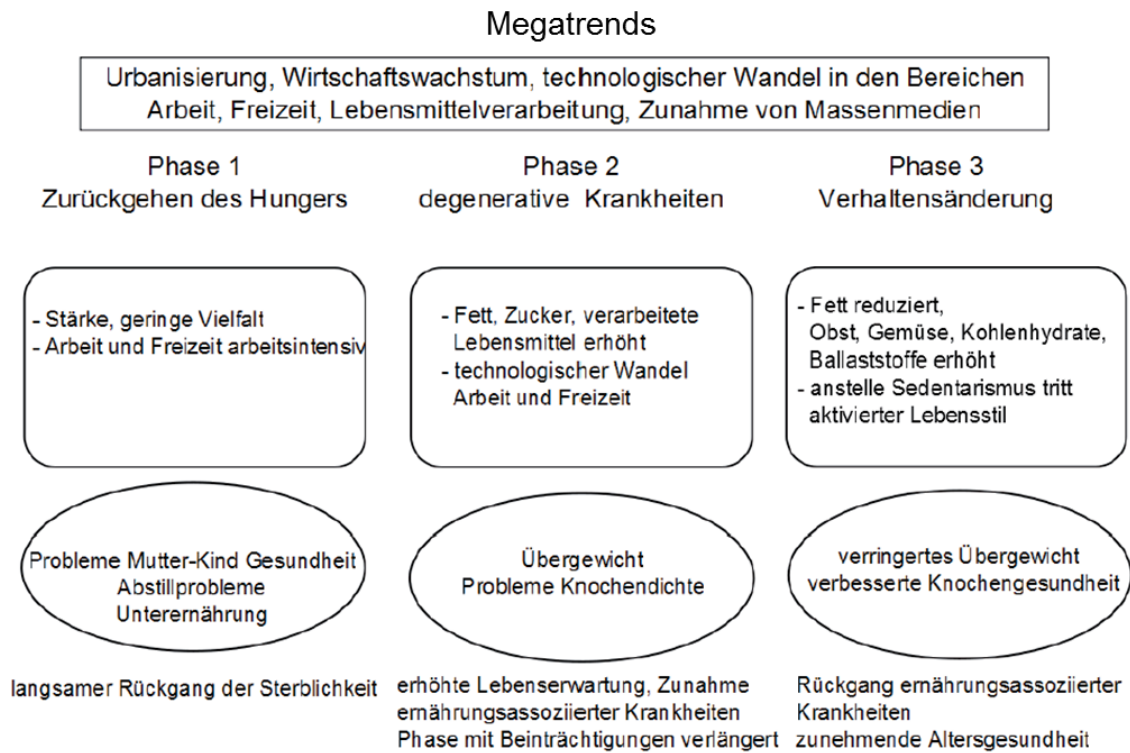 Megatrends
Urbanisierung, Wirtschaftswachstum, technologischer Wandel in den Bereichen
Arbeit, Freizeit, Lebensmittelverarbeitung, Zunahme von Massenmedien
Phase 1
Zurückgehen des Hungers
Phase 2
degenerative Krankheiten
Phase 3
Verhaltensänderung
- Stärke, geringe Vielfalt
- Arbeit und Freizeit arbeitsintensiv
- Fett, Zucker, verarbeitete
Lebensmittel erhöht
- technologischer Wandel
Arbeit und Freizeit
- Fett reduziert,
Obst, Gemüse, Kohlenhydrate,
Ballaststoffe erhöht
- anstelle Sedentarismus tritt
aktivierter Lebensstil
Probleme Mutter-Kind Gesundheit
Abstillprobleme
Unterernährung
Übergewicht
Probleme Knochendichte
verringertes Übergewicht
verbesserte Knochengesundheit
langsamer Rückgang der Sterblichkeit
erhöhte Lebenserwartung, Zunahme
ernährungsassoziierter Krankheiten
Phase mit Beinträchtigungen verlängert
Rückgang ernährungsassoziierter
Krankheiten
zunehmende Altersgesundheit